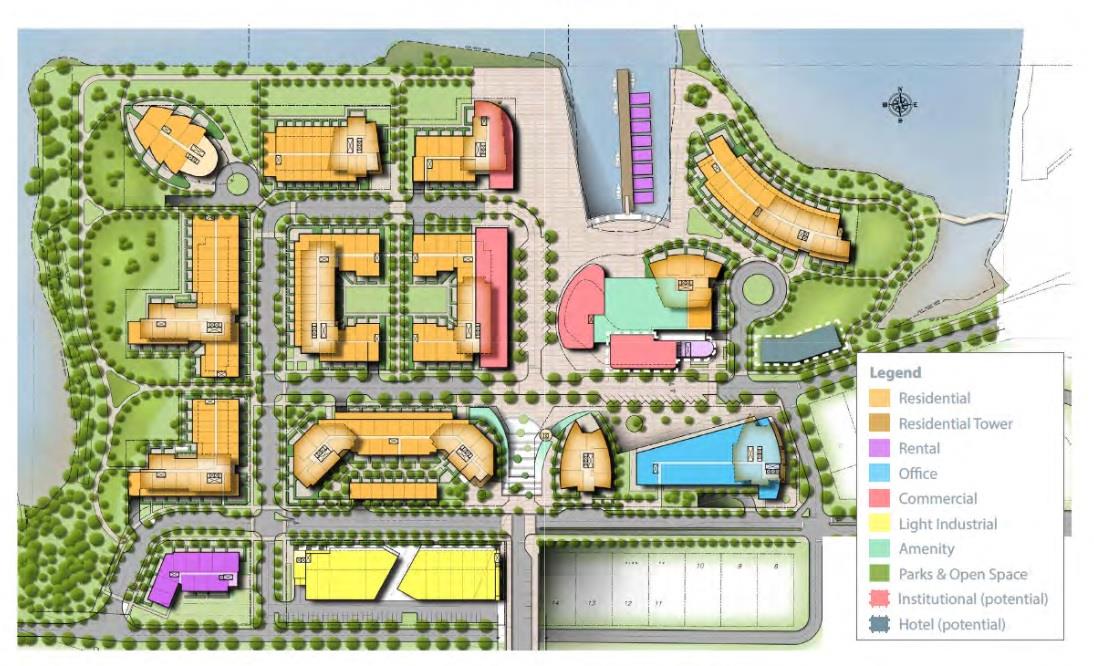 N
W E
S
Legend
Residential
Residential Tower
Rental
Office
Commercial
Light Industrial
Amenity
Parks & Open Space
Institutional (potential)
Hotel (potential)
10 9 8
14 13 12 11